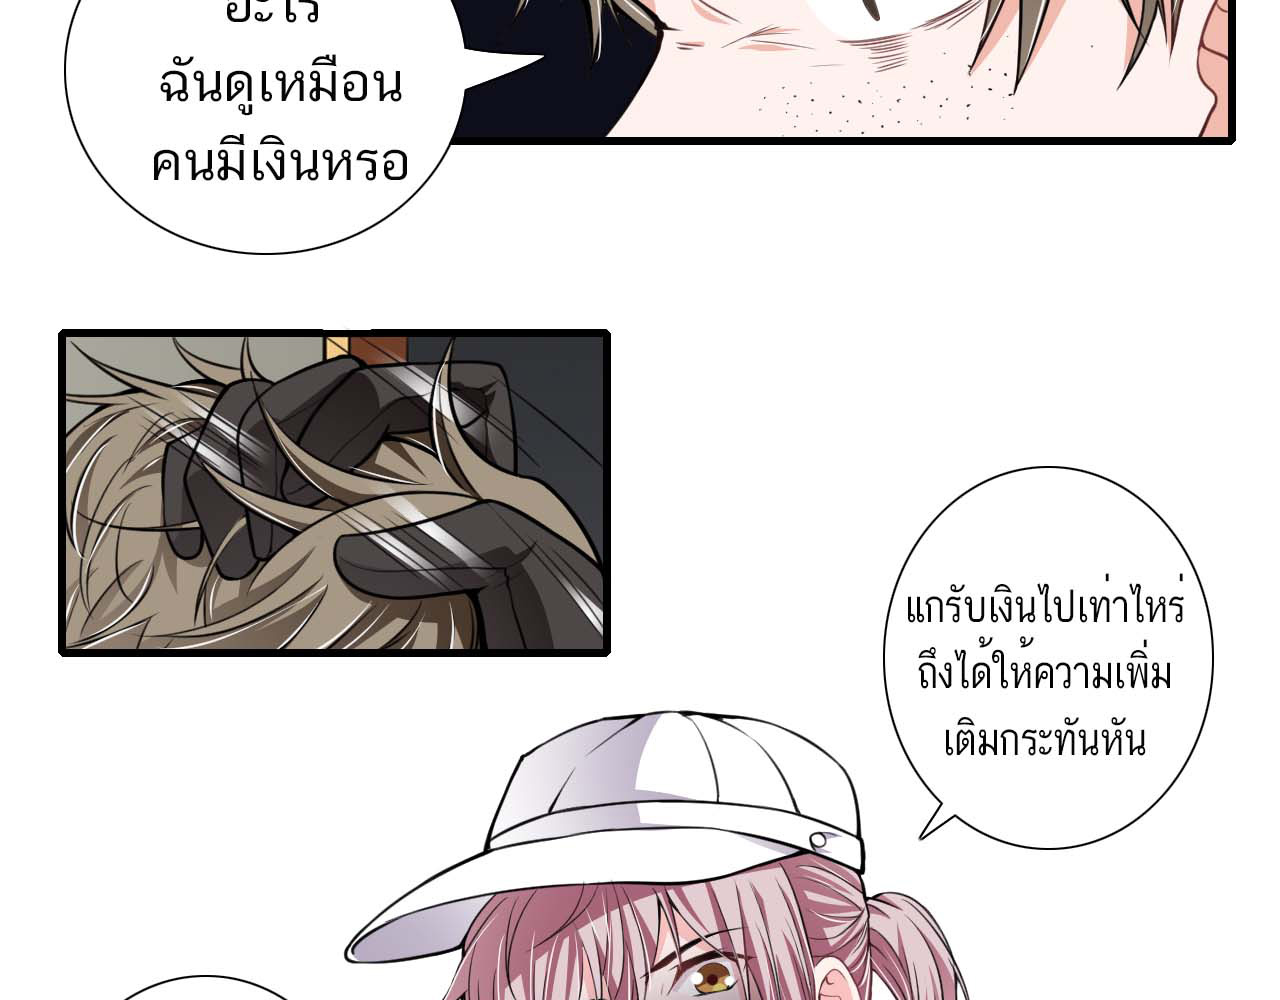 อะไร
ฉันดูเหมือน
คนมีเงินหรอ
แกรับเงินไปเท่าไหร่
ถึงได้ให้ความเพิ่ม
เติมกระทันหัน